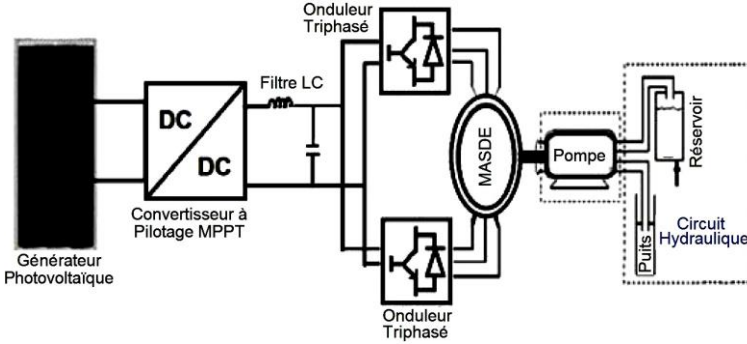 Onduleur
Triphasé
Filtre LC
DC
DC
Convertisseur à
Pilotage MPPT
Générateur
Photovoltaïque
MASDE
Pompe
Réservoir
Puits
Circuit
Hydraulique
Onduleur
Triphasé